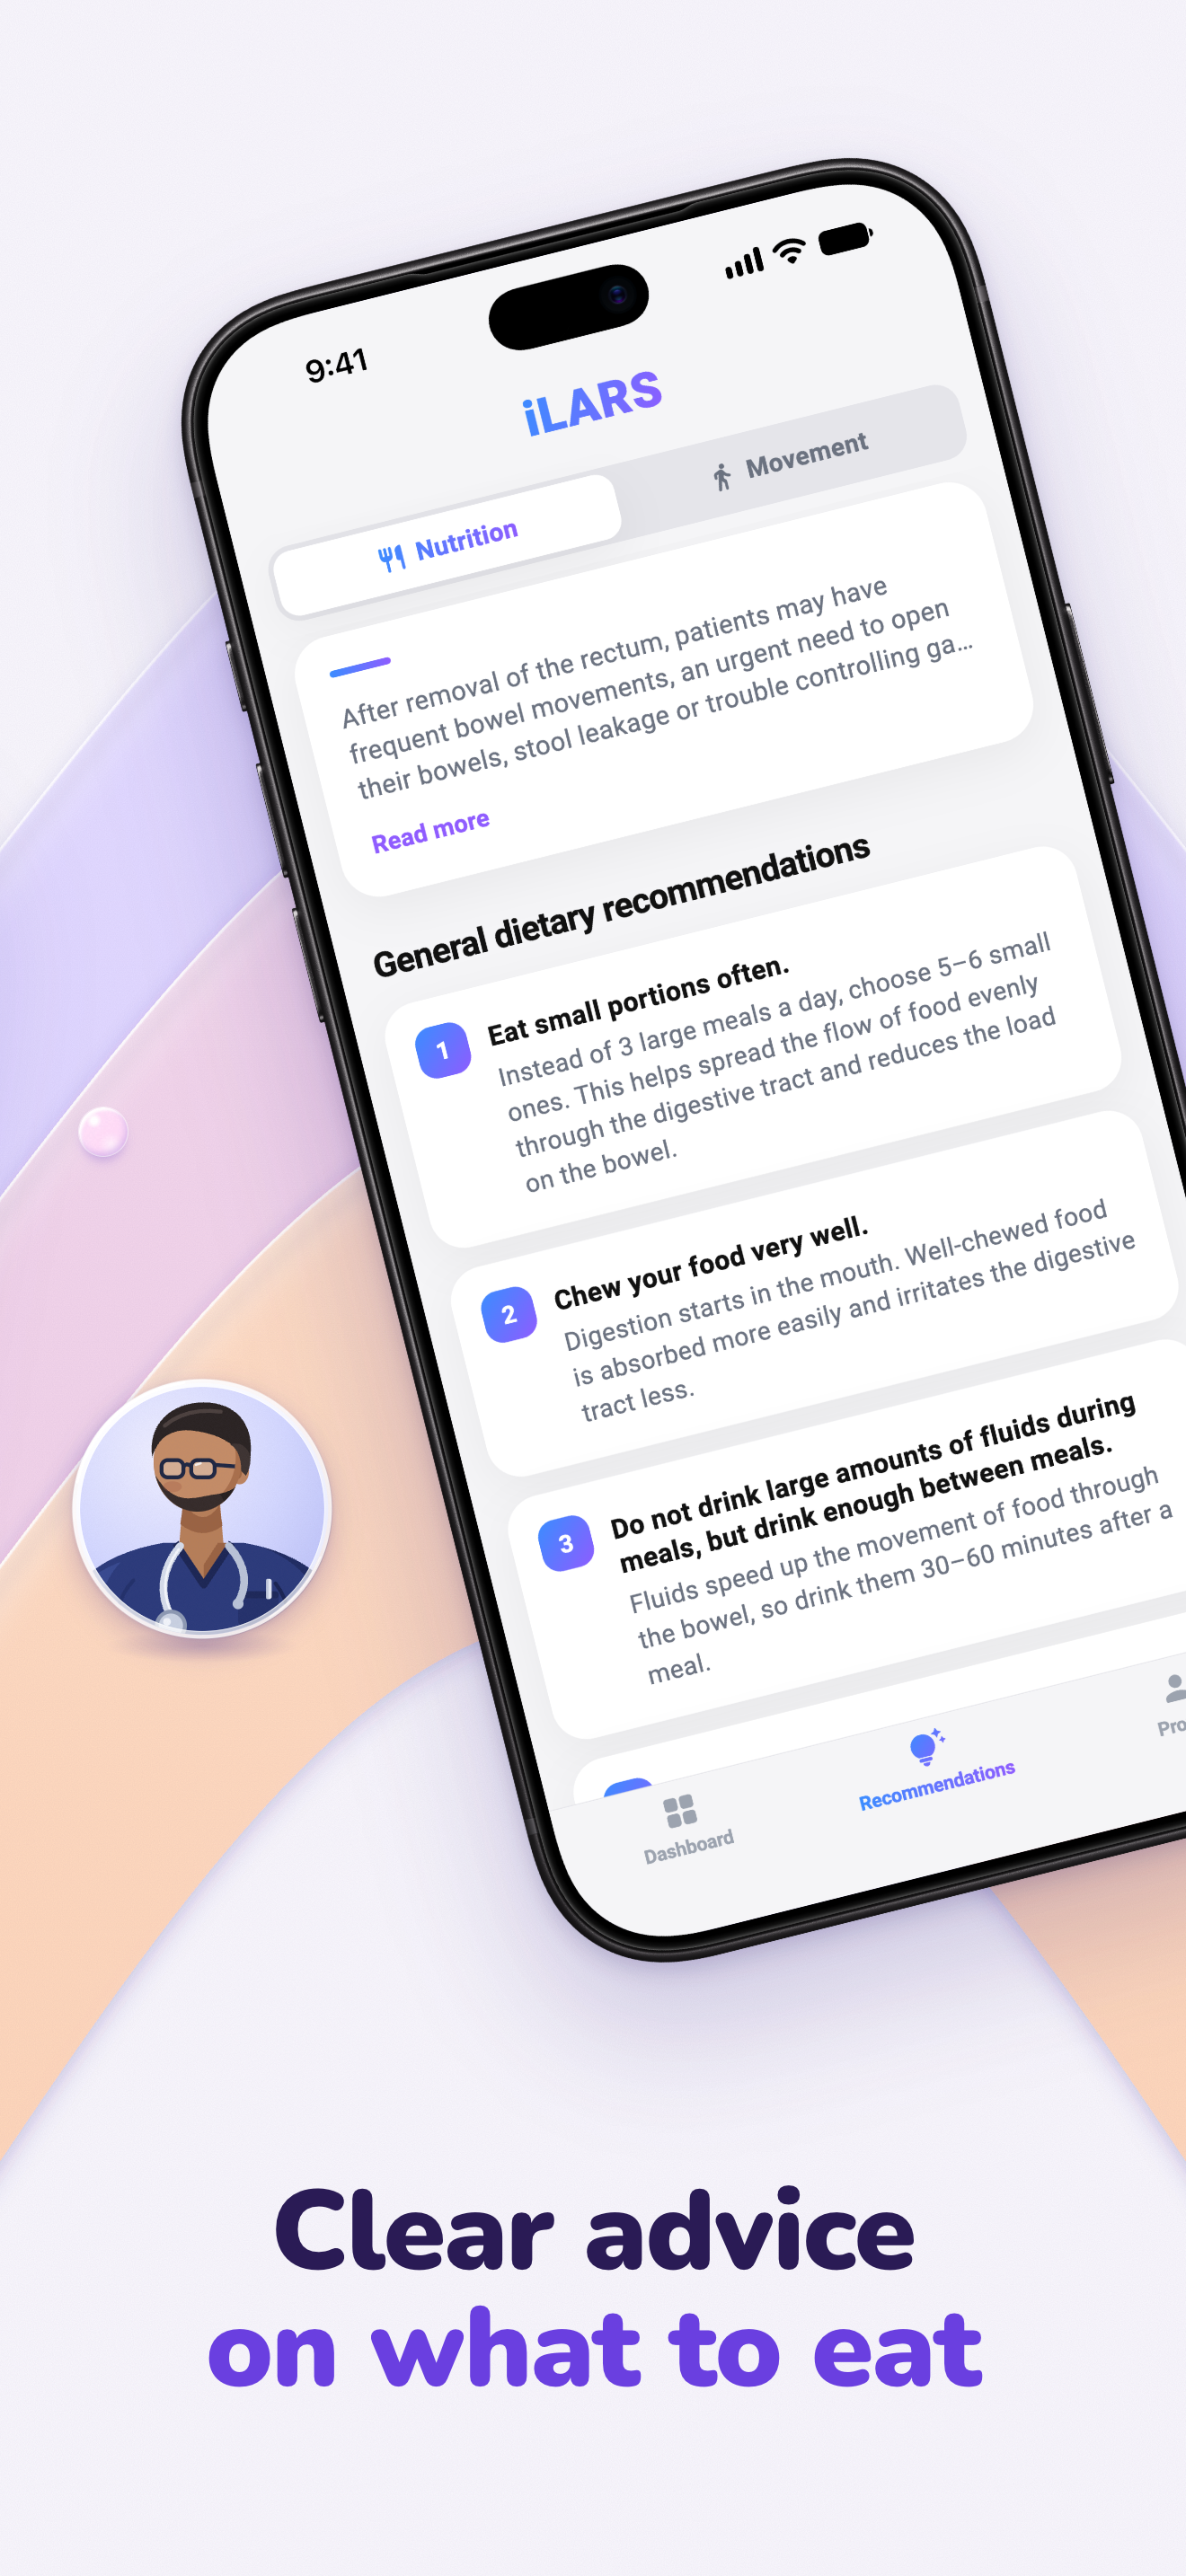 9:41
iLARS
Nutrition
Movement
After removal of the rectum, patients may have
frequent bowel movements, an urgent need to open
their bowels, stool leakage or trouble controlling ga...
Read more
General dietary recommendations
1
Eat small portions often.
Instead of 3 large meals a day, choose 5–6 small
ones. This helps spread the flow of food evenly
through the digestive tract and reduces the load
on the bowel.
2
Chew your food very well.
Digestion starts in the mouth. Well-chewed food
is absorbed more easily and irritates the digestive
tract less.
3
Do not drink large amounts of fluids during
meals, but drink enough between meals.
Fluids speed up the movement of food through
the bowel, so drink them 30–60 minutes after a
meal.
Dashboard
Recommendations
Pro
Clear advice
on what to eat